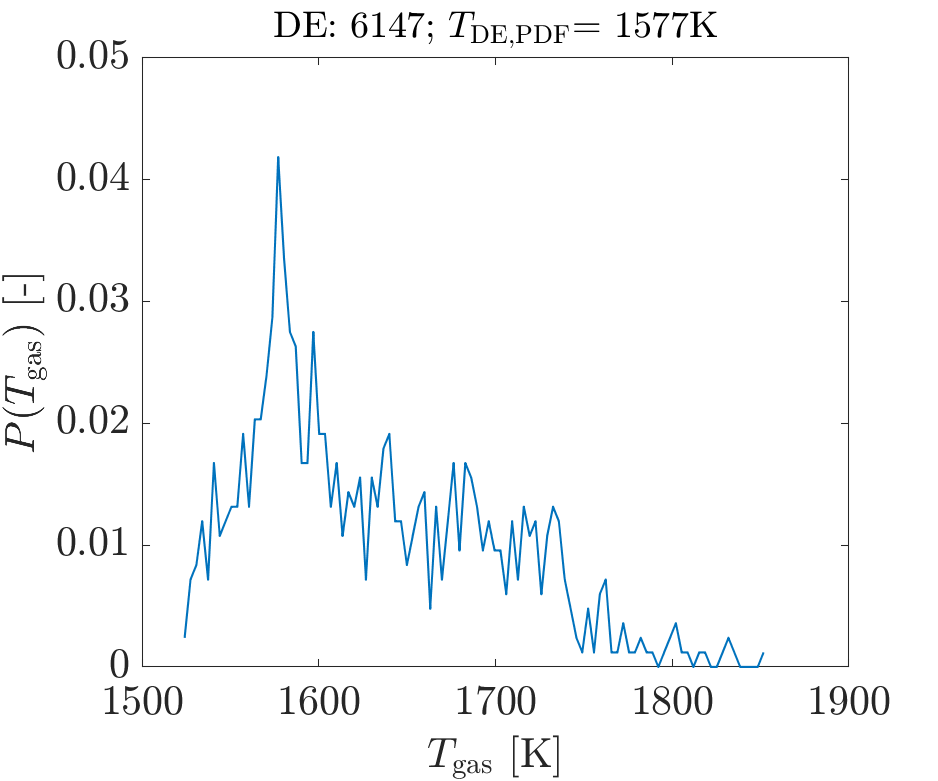 DE: 6147; T_DE,PDF= 1577K
0.05
0.04
0.03
0.02
0.01
0
P(T_gas) [-]
1500 1600 1700 1800 1900
T_gas [K]